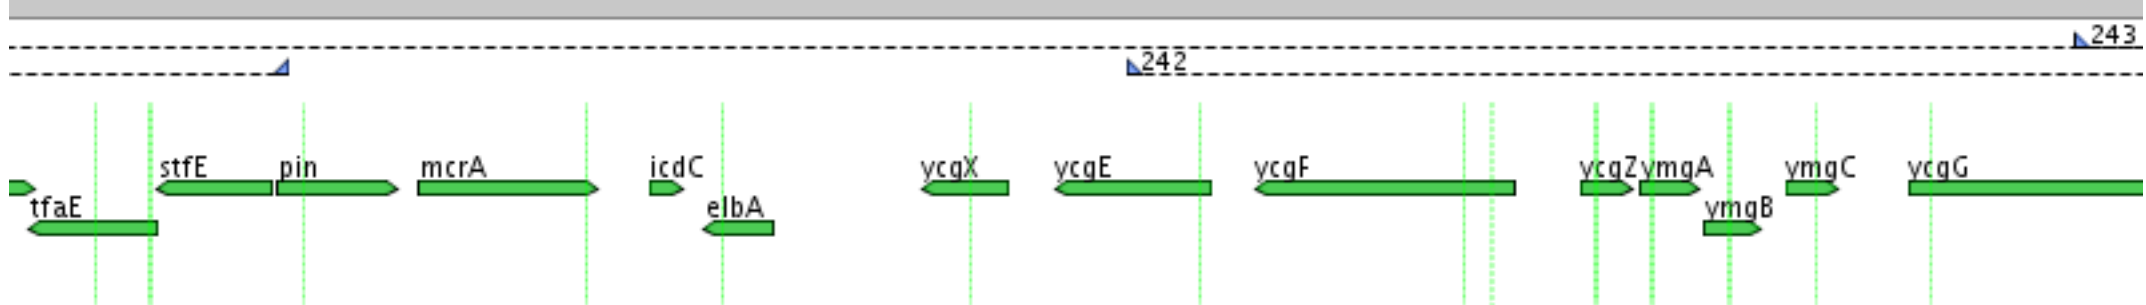 243
242
stfE pin mcrA icdC ycgX ycgE ycgF ycgZ ymgA ymgC ycgG
tfaE elbA ymgB